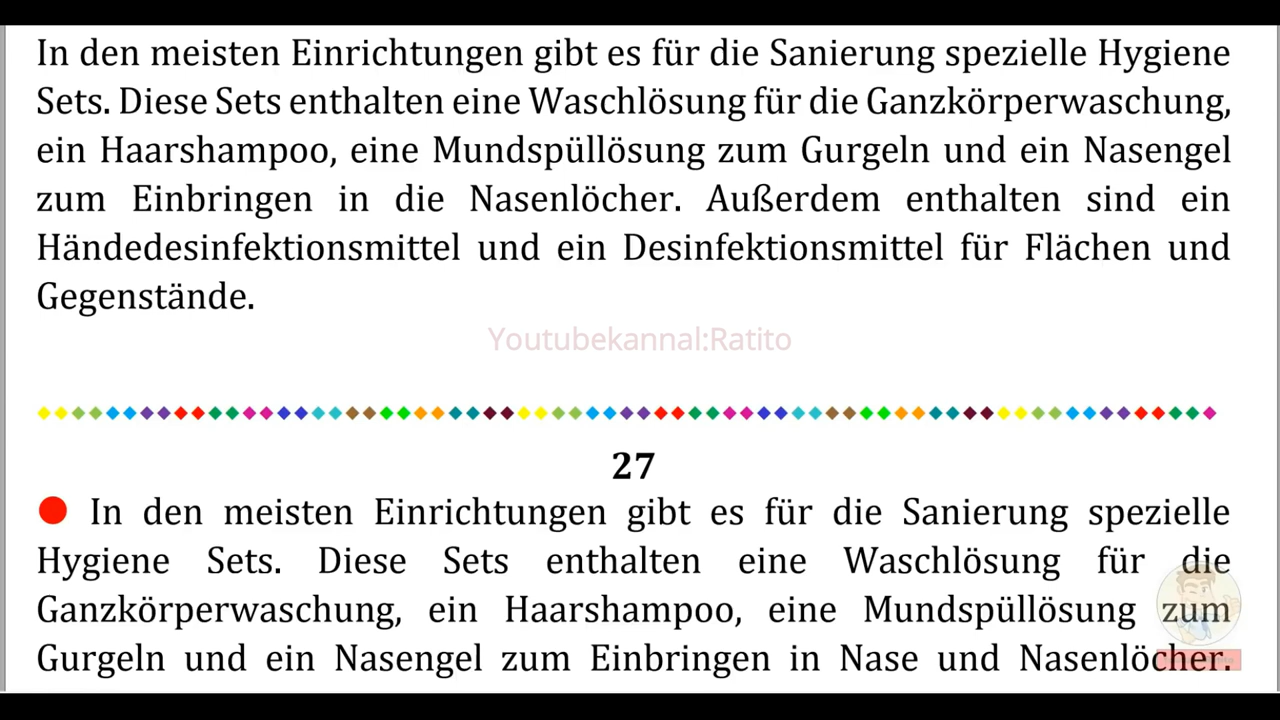 In den meisten Einrichtungen gibt es für die Sanierung spezielle Hygiene
Sets. Diese Sets enthalten eine Waschlösung für die Ganzkörperwaschung,
ein Haarshampoo, eine Mundspüllösung zum Gurgeln und ein Nasengel
zum Einbringen in die Nasenlöcher. Außerdem enthalten sind ein
Händedesinfektionsmittel und ein Desinfektionsmittel für Flächen und
Gegenstände.
Youtubekannal:Ratito
27
In den meisten Einrichtungen gibt es für die Sanierung spezielle
Hygiene Sets. Diese Sets enthalten eine Waschlösung für die
Ganzkörperwaschung, ein Haarshampoo, eine Mundspüllösung zum
Gurgeln und ein Nasengel zum Einbringen in Nase und Nasenlöcher.